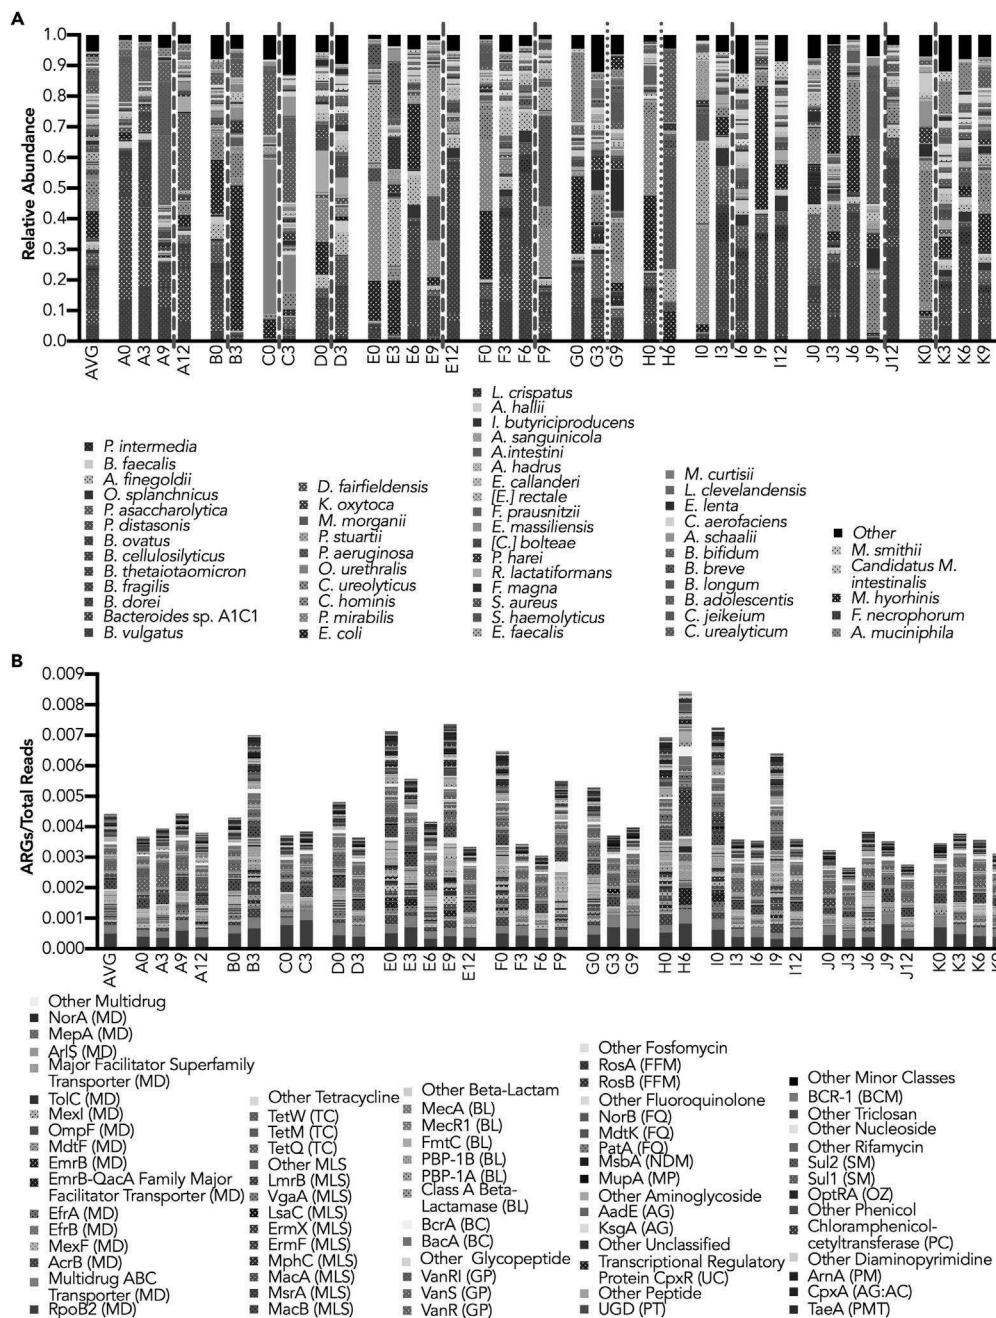 A
Relative Abundance
1.0
0.9
0.8
0.7
0.6
0.5
0.4
0.3
0.2
0.1
0.0
AVG A0 A3 A9 A12 B0 B3 C0 C3 D0 D3 E0 E3 E6 E9 E12 F0 F3 F6 F9 G0 G3 G9 H0 H6 I0 I3 I6 I9 I12 J0 J3 J6 J9 J12 K0 K3 K6 K9
P. intermedia
B. faecalis
A. finegoldii
O. splanchnicus
P. asaccharolytica
P. distasonis
B. ovatus
B. cellulosilyticus
B. thetaiotaomicron
B. fragilis
B. dorei
Bacteroides sp. A1C1
B. vulgatus
D. fairfieldensis
K. oxytoca
M. morganii
P. stuartii
P. aeruginosa
O. urethralis
C. ureolyticus
C. hominis
P. mirabilis
E. coli
L. crispatus
A. hallii
I. butyriciproducens
A. sanguinicola
A.intestini
A. hadrus
E. callanderi
[E.] rectale
F. prausnitzii
E. massiliensis
[C.] bolteae
P. harei
R. lactatiformans
F. magna
S. aureus
S. haemolyticus
E. faecalis
M. curtisii
L. clevelandensis
E. lenta
C. aerofaciens
A. schaalii
B. bifidum
B. breve
B. longum
B. adolescentis
C. jeikeium
C. urealyticum
Other
M. smithii
Candidatus M.
intestinalis
M. hyorhinis
F. necrophorum
A. muciniphila
B
ARGs/Total Reads
0.009
0.008
0.007
0.006
0.005
0.004
0.003
0.002
0.001
0.000
AVG A0 A3 A9 A12 B0 B3 C0 C3 D0 D3 E0 E3 E6 E9 E12 F0 F3 F6 F9 G0 G3 G9 H0 H6 I0 I3 I6 I9 I12 J0 J3 J6 J9 J12 K0 K3 K6
Other Multidrug
NorA (MD)
MepA (MD)
ArlS (MD)
Major Facilitator Superfamily
Transporter (MD)
TolC (MD)
MexI (MD)
OmpF (MD)
MdtF (MD)
EmrB (MD)
EmrB-QacA Family Major
Facilitator Transporter (MD)
EfrA (MD)
EfrB (MD)
MexF (MD)
AcrB (MD)
Multidrug ABC
Transporter (MD)
RpoB2 (MD)
Other Tetracycline
TetW (TC)
TetM (TC)
TetQ (TC)
Other MLS
LmrB (MLS)
VgaA (MLS)
LsaC (MLS)
ErmX (MLS)
ErmF (MLS)
MphC (MLS)
MacA (MLS)
MsrA (MLS)
MacB (MLS)
Other Beta-Lactam
MecA (BL)
MecR1 (BL)
FmtC (BL)
PBP-1B (BL)
PBP-1A (BL)
Class A Beta-
Lactamase (BL)
BcrA (BC)
BacA (BC)
Other Glycopeptide
VanRI (GP)
VanS (GP)
VanR (GP)
Other Fosfomycin
RosA (FFM)
RosB (FFM)
Other Fluoroquinolone
NorB (FQ)
MdtK (FQ)
PatA (FQ)
MsbA (NDM)
MupA (MP)
Other Aminoglycoside
AadE (AG)
KsgA (AG)
Other Unclassified
Transcriptional Regulatory
Protein CpxR (UC)
Other Peptide
UGD (PT)
Other Minor Classes
BCR-1 (BCM)
Other Triclosan
Other Nucleoside
Other Rifamycin
Sul2 (SM)
Sul1 (SM)
OptRA (OZ)
Other Phenicol
Chloramphenicol-
cetyltransferase (PC)
Other Diaminopyrimidine
ArnA (PM)
CpxA (AG:AC)
TaeA (PMT)